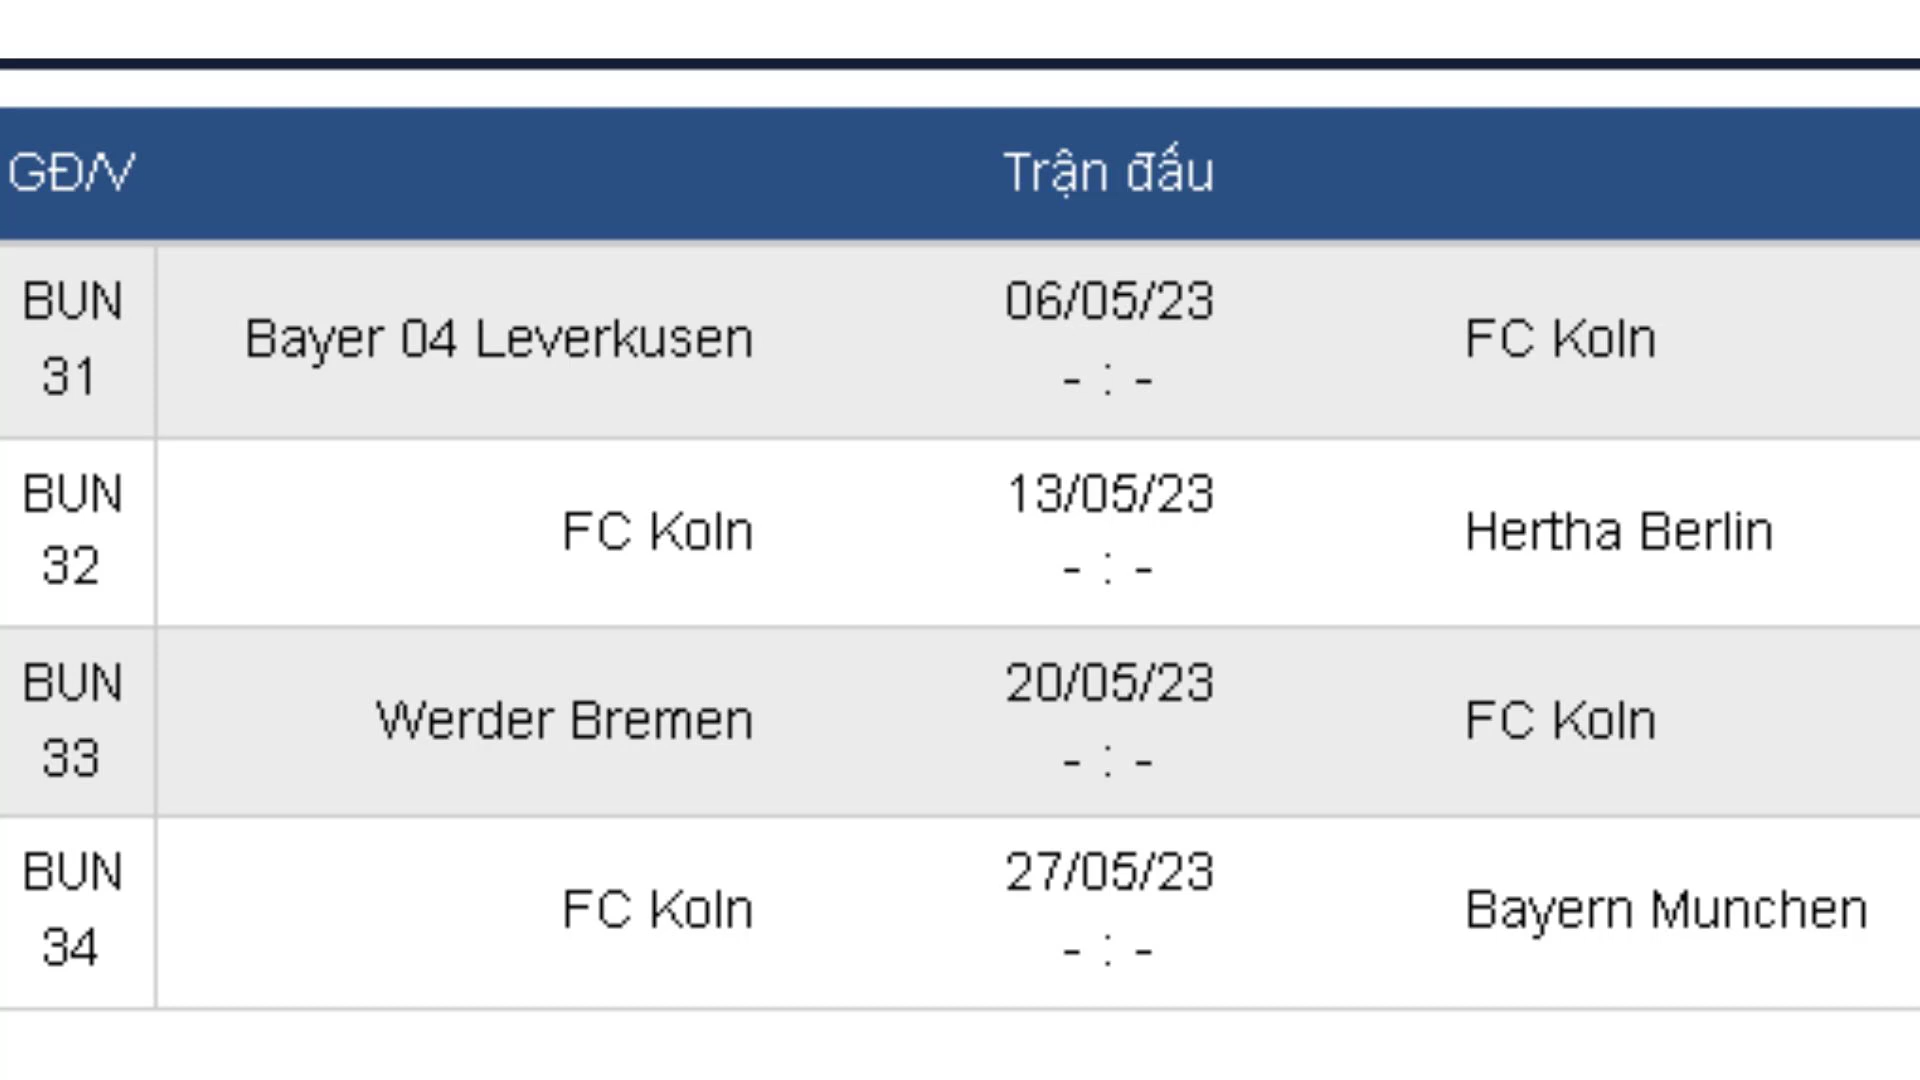 GĐ/V Trận đấu
BUN 31 Bayer 04 Leverkusen 06/05/23 - : - FC Koln
BUN 32 FC Koln 13/05/23 - : - Hertha Berlin
BUN 33 Werder Bremen 20/05/23 - : - FC Koln
BUN 34 FC Koln 27/05/23 - : - Bayern Munchen